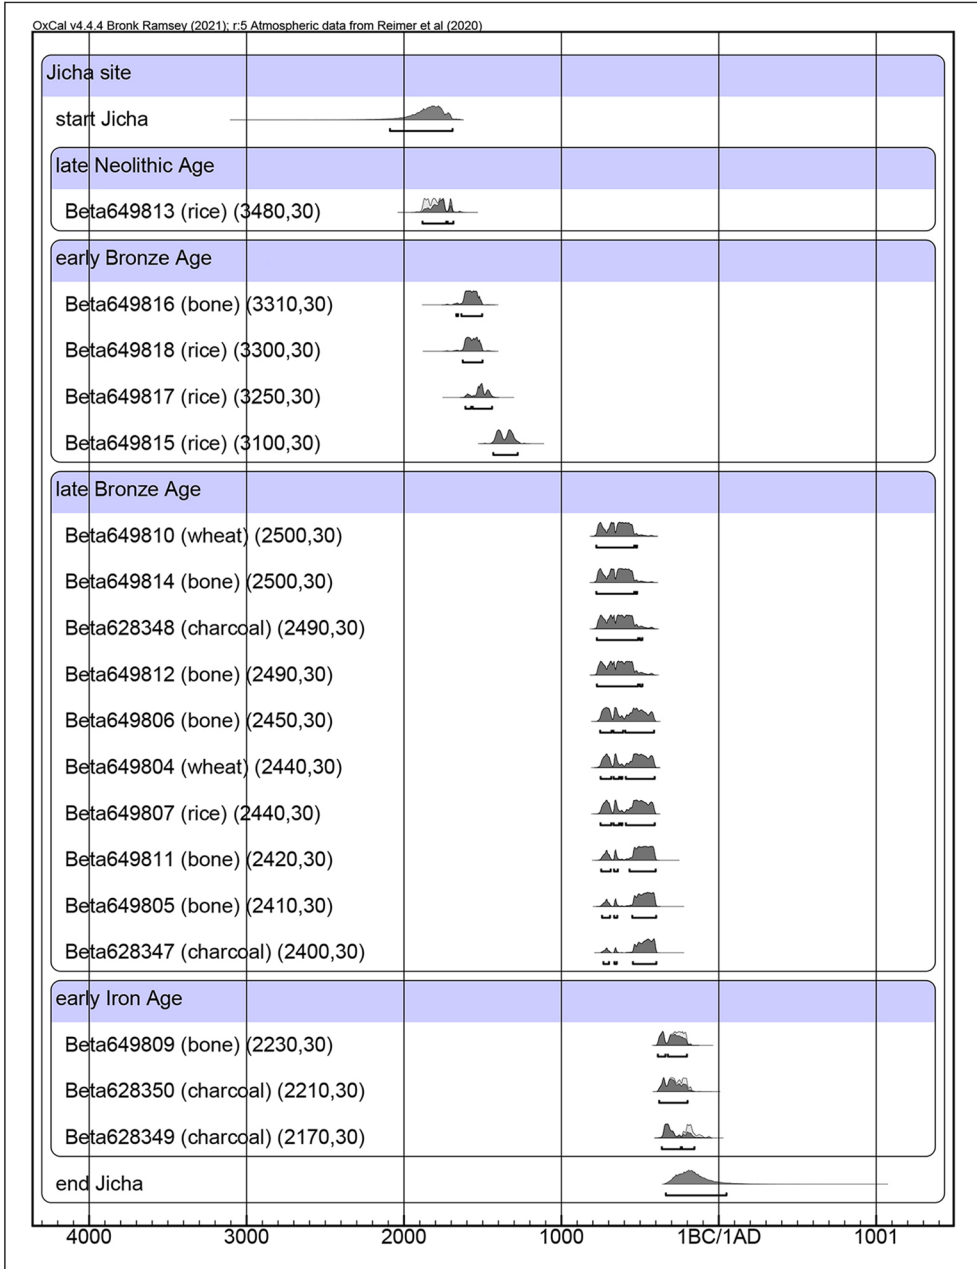 OxCal v4.4.4 Bronk Ramsey (2021); r:5 Atmospheric data from Reimer et al (2020)
Jicha site
start Jicha
late Neolithic Age
Beta649813 (rice) (3480,30)
early Bronze Age
Beta649816 (bone) (3310,30)
Beta649818 (rice) (3300,30)
Beta649817 (rice) (3250,30)
Beta649815 (rice) (3100,30)
late Bronze Age
Beta649810 (wheat) (2500,30)
Beta649814 (bone) (2500,30)
Beta628348 (charcoal) (2490,30)
Beta649812 (bone) (2490,30)
Beta649806 (bone) (2450,30)
Beta649804 (wheat) (2440,30)
Beta649807 (rice) (2440,30)
Beta649811 (bone) (2420,30)
Beta649805 (bone) (2410,30)
Beta628347 (charcoal) (2400,30)
early Iron Age
Beta649809 (bone) (2230,30)
Beta628350 (charcoal) (2210,30)
Beta628349 (charcoal) (2170,30)
end Jicha
4000 3000 2000 1000 1BC/1AD 1001